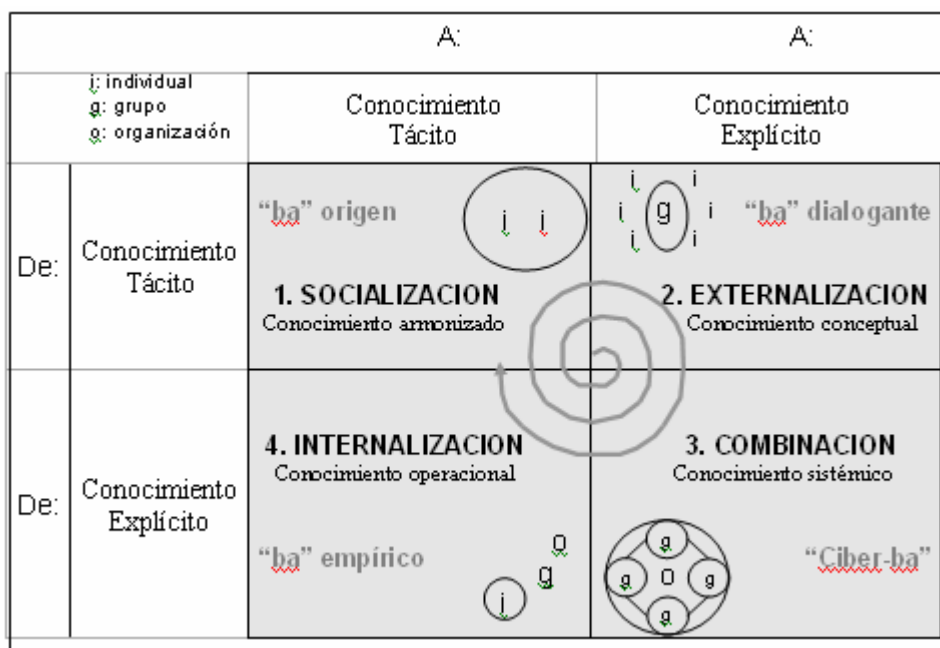 A: A:
i: individual
g: grupo
o: organización
Conocimiento
Tácito
Conocimiento
Explícito
De:
Conocimiento
Tácito
“ba” origen
i i
1. SOCIALIZACION
Conocimiento armonizado
i i
i g i
i i
“ba” dialogante
2. EXTERNALIZACION
Conocimiento conceptual
De:
Conocimiento
Explícito
4. INTERNALIZACION
Conocimiento operacional
“ba” empírico
o
g
i
3. COMBINACION
Conocimiento sistémico
g
g O g
g
“Ciber-ba”